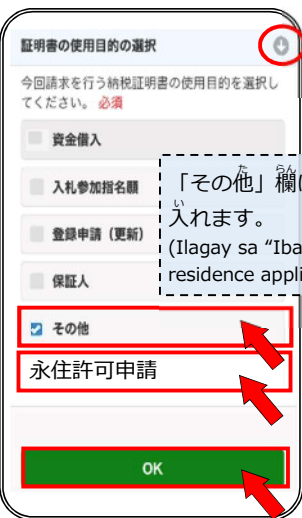 証明書の使用目的の選択
今回請求を行う納税証明書の使用目的を選択し
てください。 必須
資金借入
入札参加指名願
登録申請（更新）
保証人
その他
永住許可申請
OK
「その他」欄に
入れます。
(Ilagay sa “Iba
residence appli